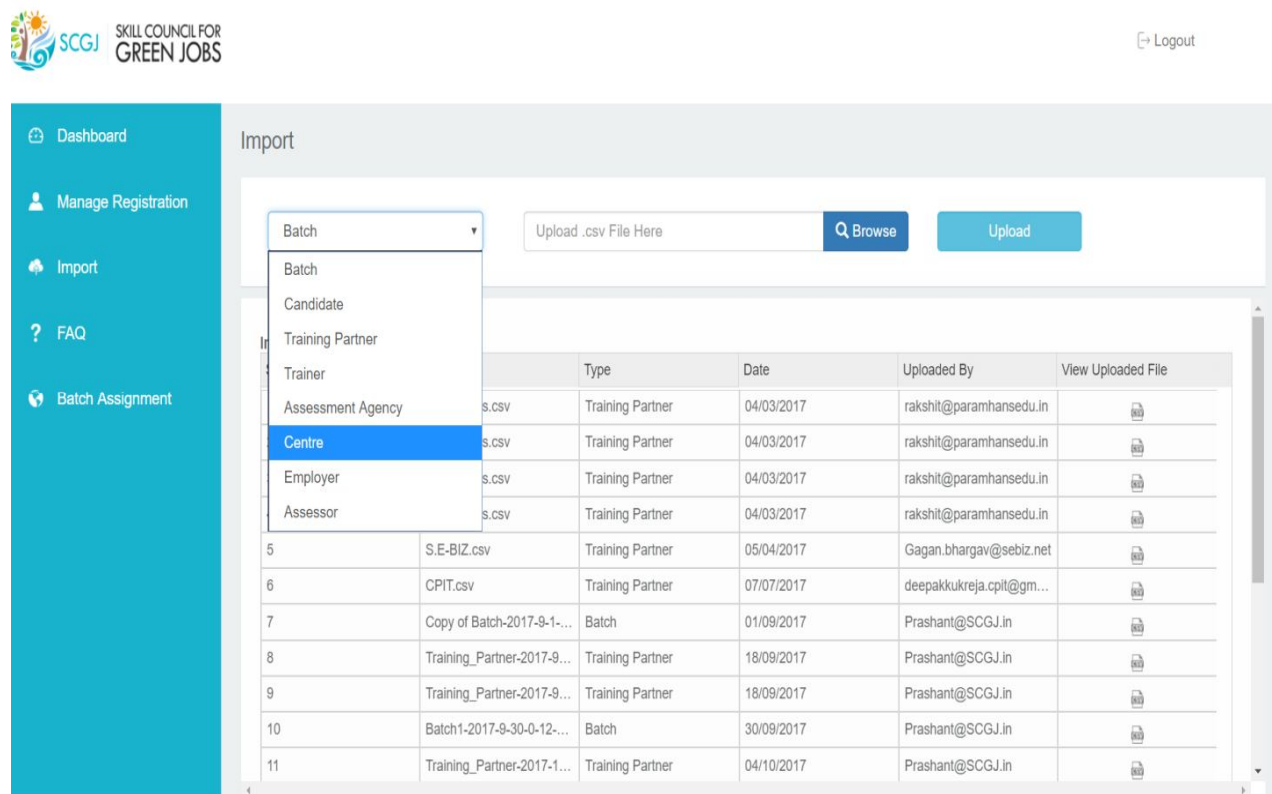 SCGJ
SKILL COUNCIL FOR
GREEN JOBS
Logout
Dashboard
Manage Registration
Import
FAQ
Batch Assignment
Import
Batch
Upload .csv File Here
Browse
Upload
Batch
Candidate
Training Partner
Trainer
Assessment Agency
Centre
Employer
Assessor
Type Date Uploaded By View Uploaded File
s.csv Training Partner 04/03/2017 rakshit@paramhansedu.in
s.csv Training Partner 04/03/2017 rakshit@paramhansedu.in
s.csv Training Partner 04/03/2017 rakshit@paramhansedu.in
s.csv Training Partner 04/03/2017 rakshit@paramhansedu.in
5 S.E-BIZ.csv Training Partner 05/04/2017 Gagan.bhargav@sebiz.net
6 CPIT.csv Training Partner 07/07/2017 deepakkukreja.cpit@gm...
7 Copy of Batch-2017-9-1-... Batch 01/09/2017 Prashant@SCGJ.in
8 Training_Partner-2017-9... Training Partner 18/09/2017 Prashant@SCGJ.in
9 Training_Partner-2017-9... Training Partner 18/09/2017 Prashant@SCGJ.in
10 Batch1-2017-9-30-0-12-... Batch 30/09/2017 Prashant@SCGJ.in
11 Training_Partner-2017-1... Training Partner 04/10/2017 Prashant@SCGJ.in